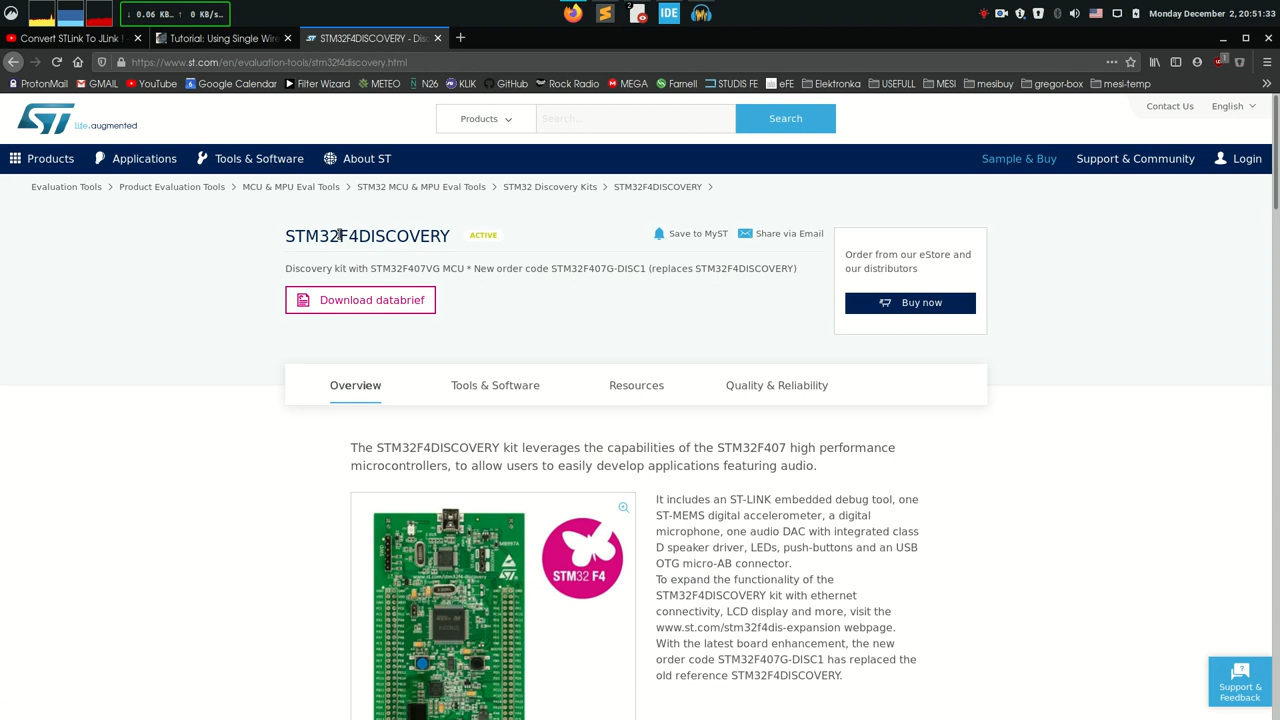 ↓ 0.06 KB… ↑ 0 KB/s…
2
IDE
Monday December 2, 20:51:33
Convert STLink To JLink !
Tutorial: Using Single Wire
STM32F4DISCOVERY - Disc
https://www.st.com/en/evaluation-tools/stm32f4discovery.html
1
ProtonMail
GMAIL
YouTube
Google Calendar
Filter Wizard
METEO
N26
KLIK
GitHub
Rock Radio
MEGA
Farnell
STUDIS FE
eFE
Elektronka
USEFULL
MESI
mesibuy
gregor-box
mesi-temp
ST life.augmented
Products
Search...
Search
Contact Us
English
Products
Applications
Tools & Software
About ST
Sample & Buy
Support & Community
Login
Evaluation Tools
Product Evaluation Tools
MCU & MPU Eval Tools
STM32 MCU & MPU Eval Tools
STM32 Discovery Kits
STM32F4DISCOVERY
STM32F4DISCOVERY
ACTIVE
Save to MyST
Share via Email
Discovery kit with STM32F407VG MCU * New order code STM32F407G-DISC1 (replaces STM32F4DISCOVERY)
Download databrief
Order from our eStore and
our distributors
Buy now
Overview
Tools & Software
Resources
Quality & Reliability
The STM32F4DISCOVERY kit leverages the capabilities of the STM32F407 high performance
microcontrollers, to allow users to easily develop applications featuring audio.
MB997A
www.st.com/stm32f4-discovery
STM32 F4
It includes an ST-LINK embedded debug tool, one
ST-MEMS digital accelerometer, a digital
microphone, one audio DAC with integrated class
D speaker driver, LEDs, push-buttons and an USB
OTG micro-AB connector.
To expand the functionality of the
STM32F4DISCOVERY kit with ethernet
connectivity, LCD display and more, visit the
www.st.com/stm32f4dis-expansion webpage.
With the latest board enhancement, the new
order code STM32F407G-DISC1 has replaced the
old reference STM32F4DISCOVERY.
Support &
Feedback